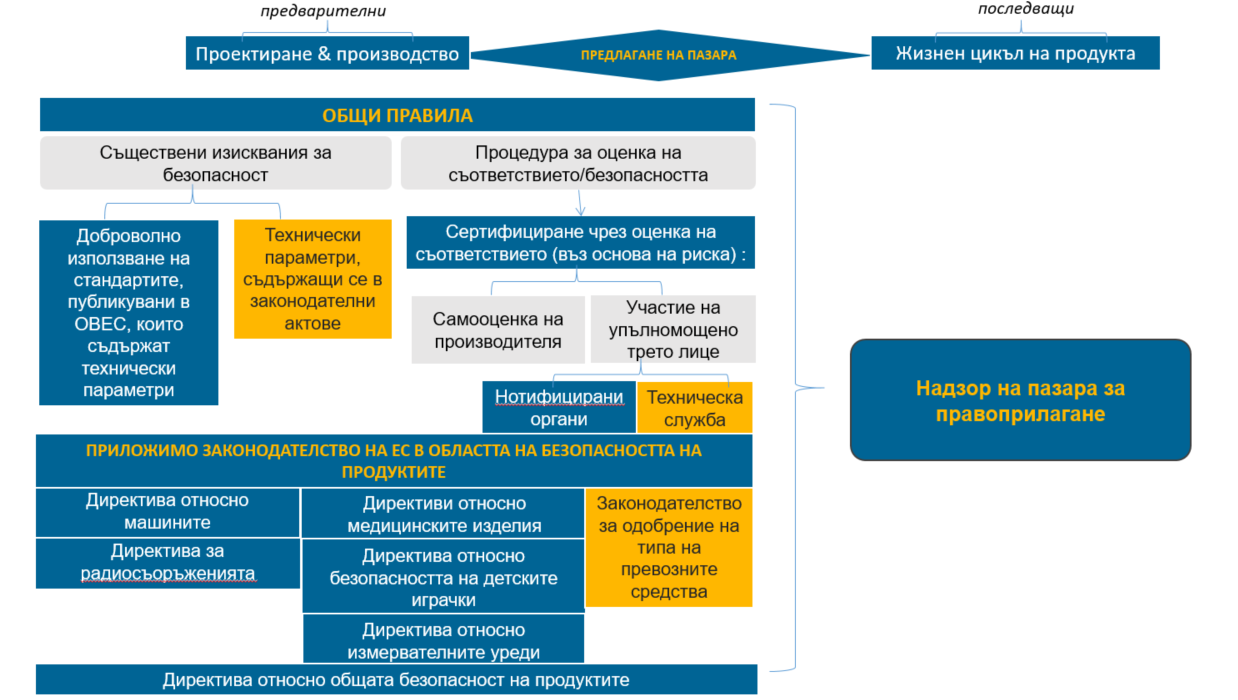 предварителни
последващи
Проектиране & производство
ПРЕДЛАГАНЕ НА ПАЗАРА
Жизнен цикъл на продукта
ОБЩИ ПРАВИЛА
Съществени изисквания за
безопасност
Процедура за оценка на
съответствието/безопасността
Доброволно
използване на
стандартите,
публикувани в
ОВЕС, които
съдържат
технически
параметри
Технически
параметри,
съдържащи се в
законодателни
актове
Сертифициране чрез оценка на
съответствието (въз основа на риска) :
Самооценка на
производителя
Участие на
упълномощено
трето лице
Нотифицирани
органи
Техническа
служба
Надзор на пазара за
правоприлагане
ПРИЛОЖИМО ЗАКОНОДАТЕЛСТВО НА ЕС В ОБЛАСТТА НА БЕЗОПАСНОСТТА НА
ПРОДУКТИТЕ
Директива относно
машините
Директива за
радиосъоръженията
Директиви относно
медицинските изделия
Директива относно
безопасността на детските
играчки
Директива относно
измервателните уреди
Законодателство
за одобрение на
типа на
превозните
средства
Директива относно общата безопасност на продуктите